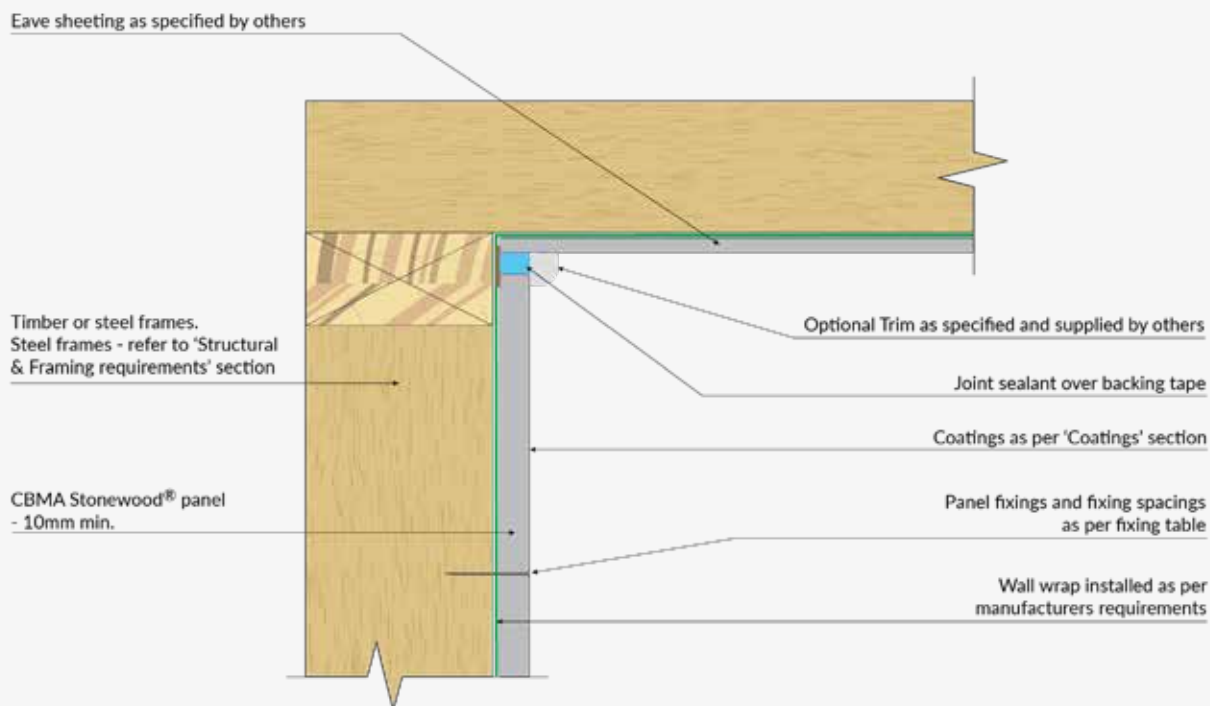 Eave sheeting as specified by others
Timber or steel frames.
Steel frames - refer to ‘Structural
& Framing requirements’ section
CBMA Stonewood® panel
- 10mm min.
Optional Trim as specified and supplied by others
Joint sealant over backing tape
Coatings as per ‘Coatings’ section
Panel fixings and fixing spacings
as per fixing table
Wall wrap installed as per
manufacturers requirements